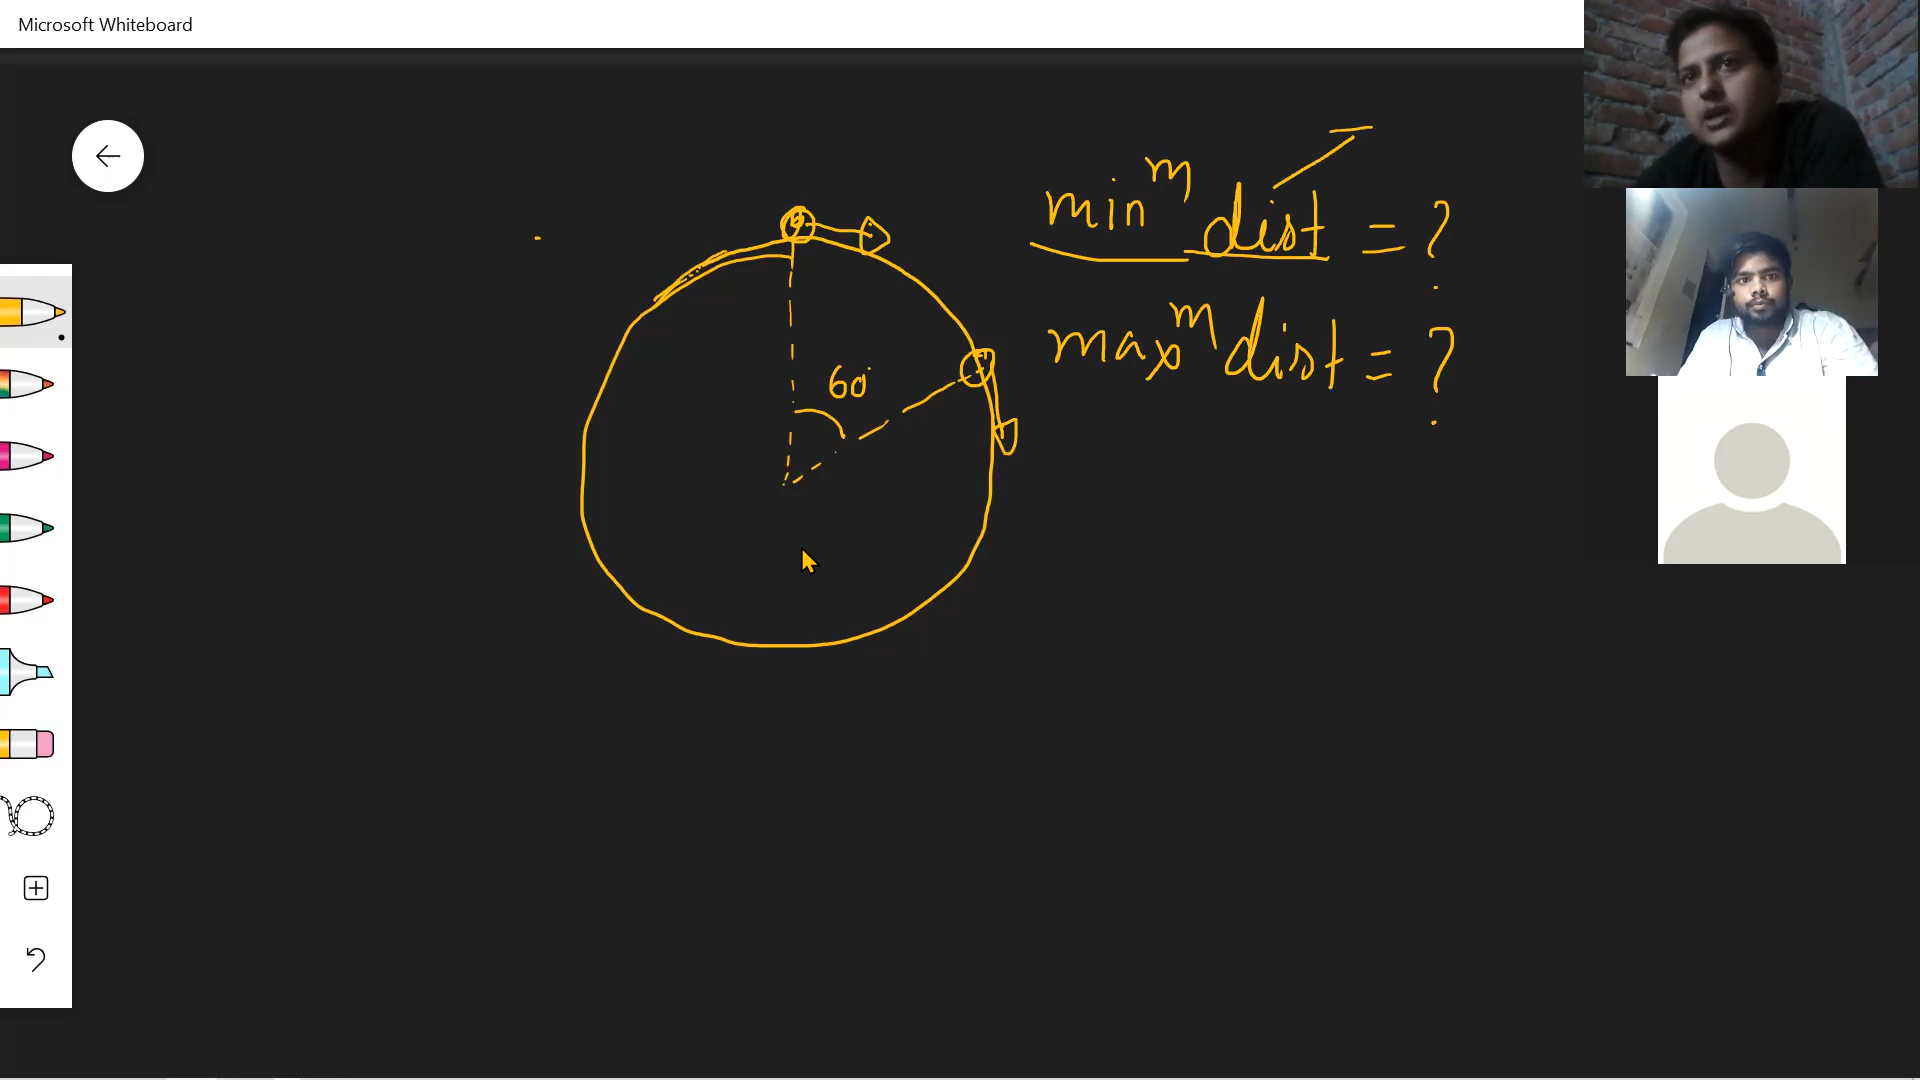 Microsoft Whiteboard
minᵐ dist = ?
maxᵐ dist = ?
60°